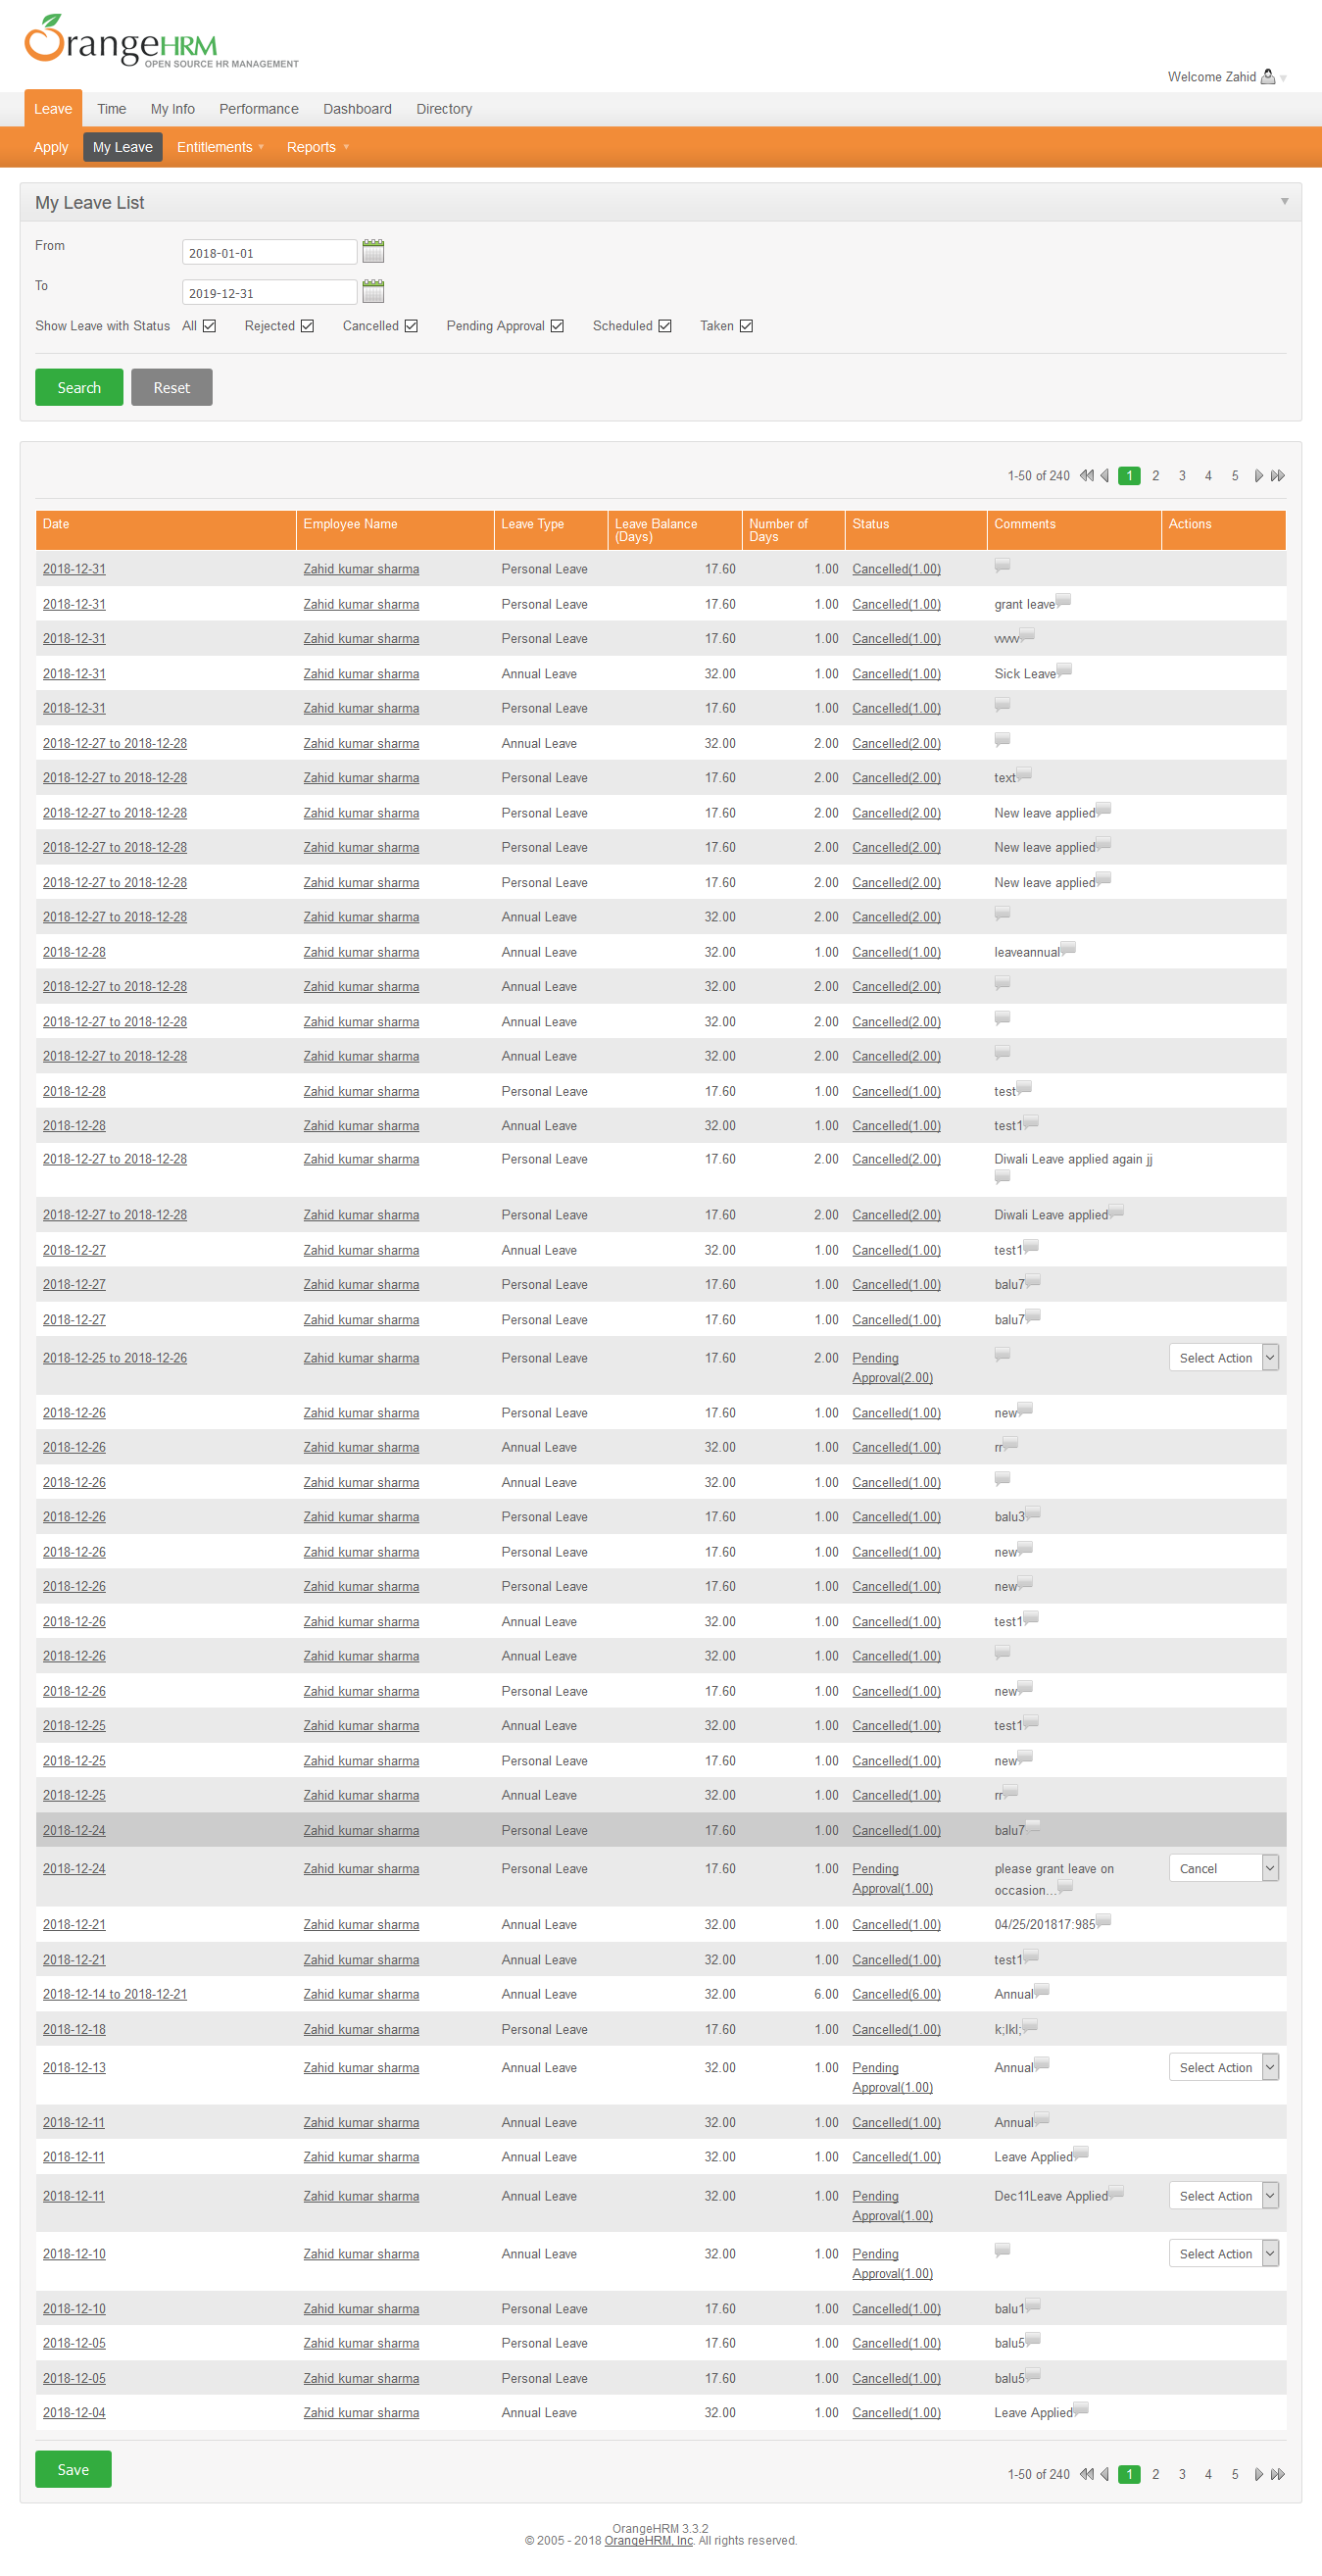 OrangeHRM
OPEN SOURCE HR MANAGEMENT
Welcome Zahid
Leave Time My Info Performance Dashboard Directory
Apply My Leave Entitlements Reports
My Leave List
From 2018-01-01
To 2019-12-31
Show Leave with Status All Rejected Cancelled Pending Approval Scheduled Taken
Search Reset
1-50 of 240 1 2 3 4 5
Date Employee Name Leave Type Leave Balance (Days) Number of Days Status Comments Actions
2018-12-31 Zahid kumar sharma Personal Leave 17.60 1.00 Cancelled(1.00)
2018-12-31 Zahid kumar sharma Personal Leave 17.60 1.00 Cancelled(1.00) grant leave
2018-12-31 Zahid kumar sharma Personal Leave 17.60 1.00 Cancelled(1.00)
2018-12-31 Zahid kumar sharma Annual Leave 32.00 1.00 Cancelled(1.00) Sick Leave
2018-12-31 Zahid kumar sharma Personal Leave 17.60 1.00 Cancelled(1.00)
2018-12-27 to 2018-12-28 Zahid kumar sharma Annual Leave 32.00 2.00 Cancelled(2.00)
2018-12-27 to 2018-12-28 Zahid kumar sharma Personal Leave 17.60 2.00 Cancelled(2.00) text
2018-12-27 to 2018-12-28 Zahid kumar sharma Personal Leave 17.60 2.00 Cancelled(2.00) New leave applied
2018-12-27 to 2018-12-28 Zahid kumar sharma Personal Leave 17.60 2.00 Cancelled(2.00) New leave applied
2018-12-27 to 2018-12-28 Zahid kumar sharma Personal Leave 17.60 2.00 Cancelled(2.00) New leave applied
2018-12-27 to 2018-12-28 Zahid kumar sharma Annual Leave 32.00 2.00 Cancelled(2.00)
2018-12-28 Zahid kumar sharma Annual Leave 32.00 1.00 Cancelled(1.00) leaveannual
2018-12-27 to 2018-12-28 Zahid kumar sharma Annual Leave 32.00 2.00 Cancelled(2.00)
2018-12-27 to 2018-12-28 Zahid kumar sharma Annual Leave 32.00 2.00 Cancelled(2.00)
2018-12-27 to 2018-12-28 Zahid kumar sharma Annual Leave 32.00 2.00 Cancelled(2.00)
2018-12-28 Zahid kumar sharma Personal Leave 17.60 1.00 Cancelled(1.00) test
2018-12-28 Zahid kumar sharma Annual Leave 32.00 1.00 Cancelled(1.00) test1
2018-12-27 to 2018-12-28 Zahid kumar sharma Personal Leave 17.60 2.00 Cancelled(2.00) Diwali Leave applied again jj
2018-12-27 to 2018-12-28 Zahid kumar sharma Personal Leave 17.60 2.00 Cancelled(2.00) Diwali Leave applied
2018-12-27 Zahid kumar sharma Annual Leave 32.00 1.00 Cancelled(1.00) test1
2018-12-27 Zahid kumar sharma Personal Leave 17.60 1.00 Cancelled(1.00) balu7
2018-12-27 Zahid kumar sharma Personal Leave 17.60 1.00 Cancelled(1.00) balu7
2018-12-25 to 2018-12-26 Zahid kumar sharma Personal Leave 17.60 2.00 Pending Approval(2.00) Select Action
2018-12-26 Zahid kumar sharma Personal Leave 17.60 1.00 Cancelled(1.00) new
2018-12-26 Zahid kumar sharma Annual Leave 32.00 1.00 Cancelled(1.00) rr
2018-12-26 Zahid kumar sharma Annual Leave 32.00 1.00 Cancelled(1.00)
2018-12-26 Zahid kumar sharma Personal Leave 17.60 1.00 Cancelled(1.00) balu3
2018-12-26 Zahid kumar sharma Personal Leave 17.60 1.00 Cancelled(1.00) new
2018-12-26 Zahid kumar sharma Personal Leave 17.60 1.00 Cancelled(1.00) new
2018-12-26 Zahid kumar sharma Annual Leave 32.00 1.00 Cancelled(1.00) test1
2018-12-26 Zahid kumar sharma Annual Leave 32.00 1.00 Cancelled(1.00)
2018-12-26 Zahid kumar sharma Personal Leave 17.60 1.00 Cancelled(1.00) new
2018-12-25 Zahid kumar sharma Annual Leave 32.00 1.00 Cancelled(1.00) test1
2018-12-25 Zahid kumar sharma Personal Leave 17.60 1.00 Cancelled(1.00) new
2018-12-25 Zahid kumar sharma Annual Leave 32.00 1.00 Cancelled(1.00) rr
2018-12-24 Zahid kumar sharma Personal Leave 17.60 1.00 Cancelled(1.00) balu7
2018-12-24 Zahid kumar sharma Personal Leave 17.60 1.00 Pending Approval(1.00) please grant leave on occasion... Cancel
2018-12-21 Zahid kumar sharma Annual Leave 32.00 1.00 Cancelled(1.00) 04/25/201817:985
2018-12-21 Zahid kumar sharma Annual Leave 32.00 1.00 Cancelled(1.00) test1
2018-12-14 to 2018-12-21 Zahid kumar sharma Annual Leave 32.00 6.00 Cancelled(6.00) Annual
2018-12-18 Zahid kumar sharma Personal Leave 17.60 1.00 Cancelled(1.00) k;lkl;
2018-12-13 Zahid kumar sharma Annual Leave 32.00 1.00 Pending Approval(1.00) Annual Select Action
2018-12-11 Zahid kumar sharma Annual Leave 32.00 1.00 Cancelled(1.00) Annual
2018-12-11 Zahid kumar sharma Annual Leave 32.00 1.00 Cancelled(1.00) Leave Applied
2018-12-11 Zahid kumar sharma Annual Leave 32.00 1.00 Pending Approval(1.00) Dec11Leave Applied Select Action
2018-12-10 Zahid kumar sharma Annual Leave 32.00 1.00 Pending Approval(1.00) Select Action
2018-12-10 Zahid kumar sharma Personal Leave 17.60 1.00 Cancelled(1.00) balu1
2018-12-05 Zahid kumar sharma Personal Leave 17.60 1.00 Cancelled(1.00) balu5
2018-12-05 Zahid kumar sharma Personal Leave 17.60 1.00 Cancelled(1.00) balu5
2018-12-04 Zahid kumar sharma Annual Leave 32.00 1.00 Cancelled(1.00) Leave Applied
Save 1-50 of 240 1 2 3 4 5
OrangeHRM 3.3.2
© 2005 - 2018 OrangeHRM, Inc. All rights reserved.